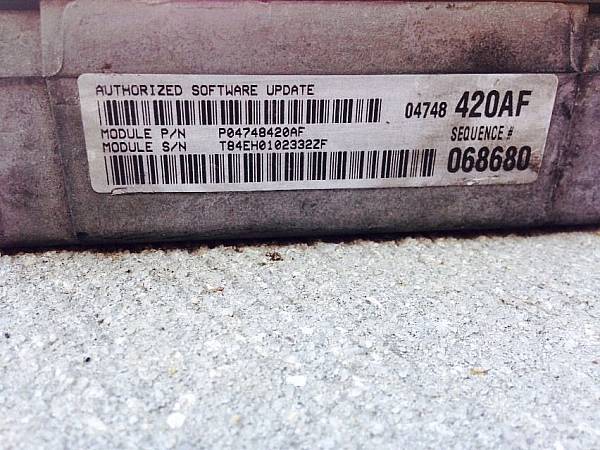 AUTHORIZED SOFTWARE UPDATE
04748 420AF
MODULE P/N P04748420AF
SEQUENCE #
MODULE S/N T84EH0102332ZF
068680